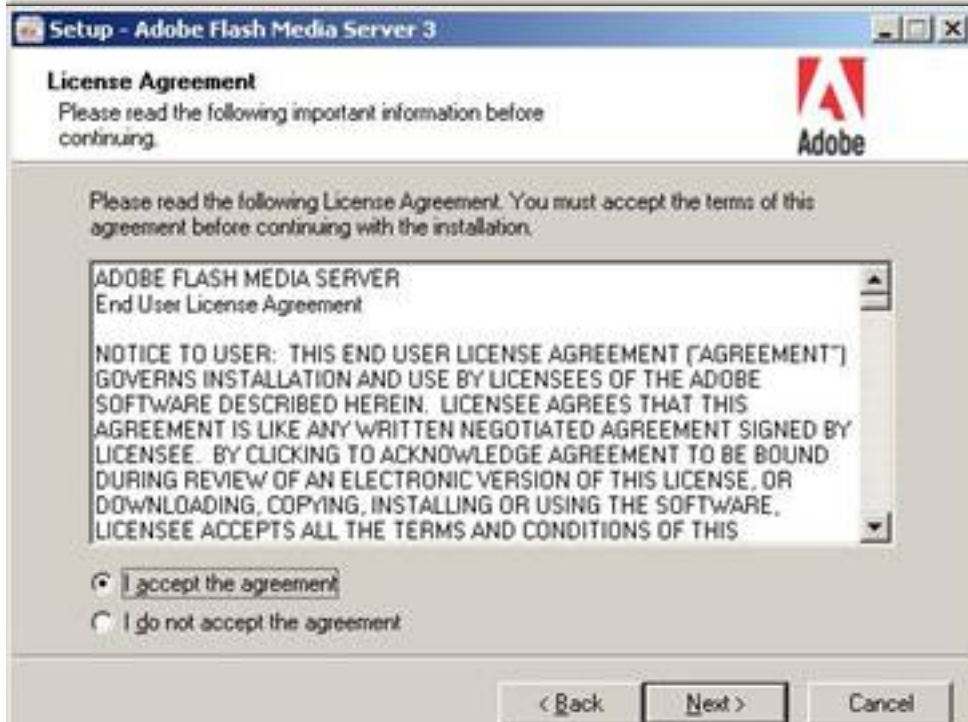 Setup - Adobe Flash Media Server 3
License Agreement
Please read the following important information before
continuing.
Adobe
Please read the following License Agreement. You must accept the terms of this
agreement before continuing with the installation.
ADOBE FLASH MEDIA SERVER
End User License Agreement
NOTICE TO USER: THIS END USER LICENSE AGREEMENT ("AGREEMENT")
GOVERNS INSTALLATION AND USE BY LICENSEES OF THE ADOBE
SOFTWARE DESCRIBED HEREIN. LICENSEE AGREES THAT THIS
AGREEMENT IS LIKE ANY WRITTEN NEGOTIATED AGREEMENT SIGNED BY
LICENSEE. BY CLICKING TO ACKNOWLEDGE AGREEMENT TO BE BOUND
DURING REVIEW OF AN ELECTRONIC VERSION OF THIS LICENSE, OR
DOWNLOADING, COPYING, INSTALLING OR USING THE SOFTWARE,
LICENSEE ACCEPTS ALL THE TERMS AND CONDITIONS OF THIS
I accept the agreement
I do not accept the agreement
< Back Next > Cancel